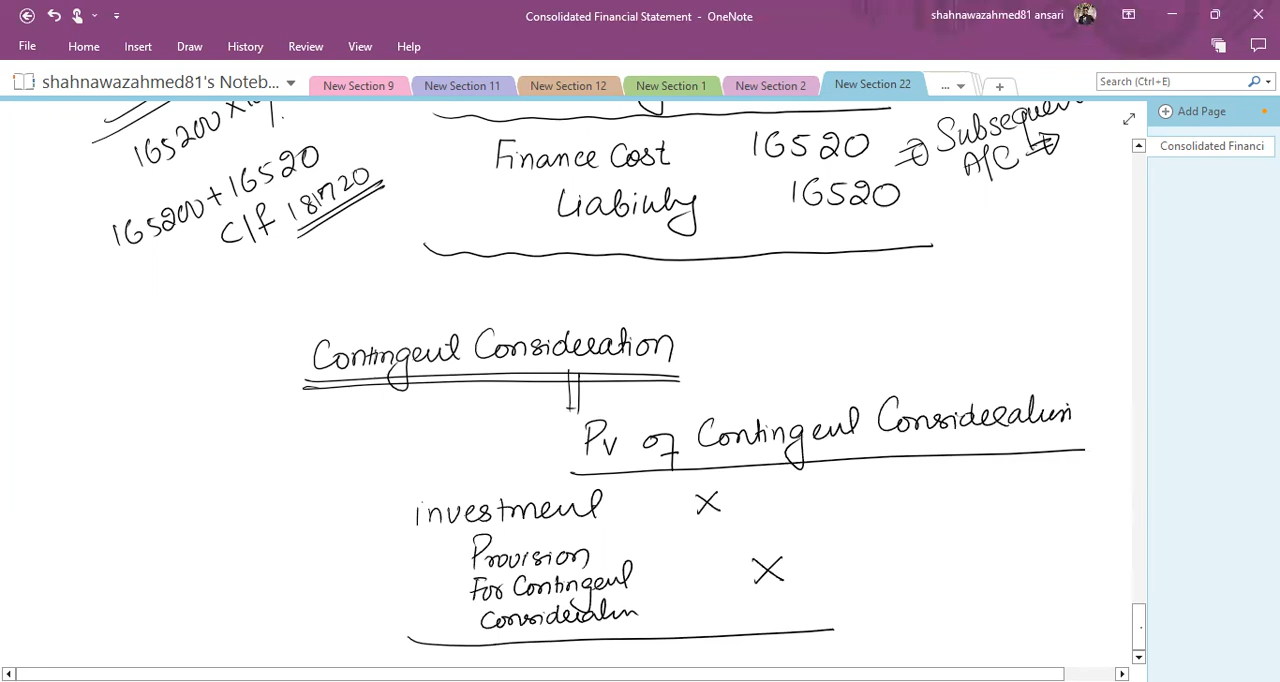 Consolidated Financial Statement - OneNote
shahnawazahmed81 ansari
File Home Insert Draw History Review View Help
shahnawazahmed81's Noteb...
New Section 9 New Section 11 New Section 12 New Section 1 New Section 2 New Section 22 ...
Search (Ctrl+E)
Add Page
Consolidated Financi
165200 x 10%
165200 + 16520
C/f 181720
Finance Cost 16520
Liability 16520
Subsequent
A/C
Contingent Consideration
PV of Contingent Consideration
investment X
Provision
For Contingent X
Consideration